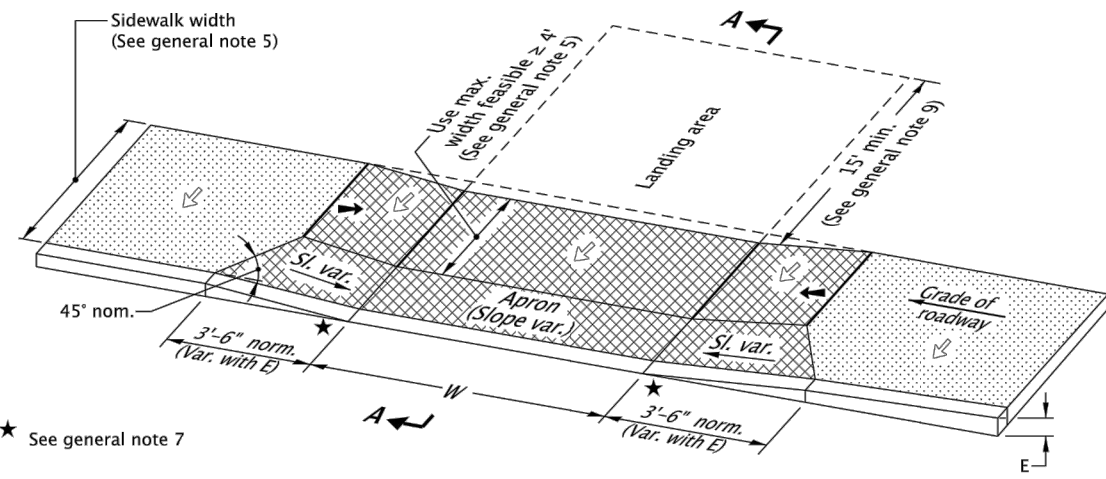 Sidewalk width
(See general note 5)
A
Use max.
width feasible ≥ 4'
(See general note 5)
Landing area
15' min.
(See general note 9)
45° nom.
Sl. var.
Apron
(Slope var.)
Sl. var.
Grade of
roadway
3'–6" norm.
(Var. with E)
★
W
★
3'–6" norm.
(Var. with E)
A
E
★ See general note 7